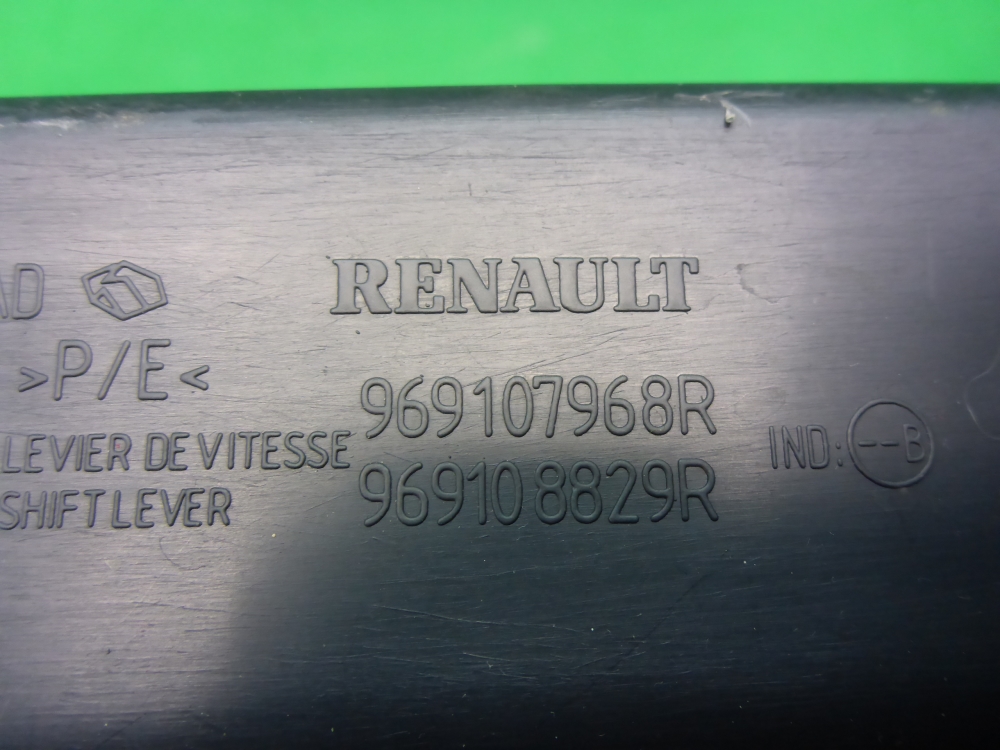 AD RENAULT
>P/E< 969107968R
LEVIER DE VITESSE 969108829R
SHIFT LEVER
IND: --B